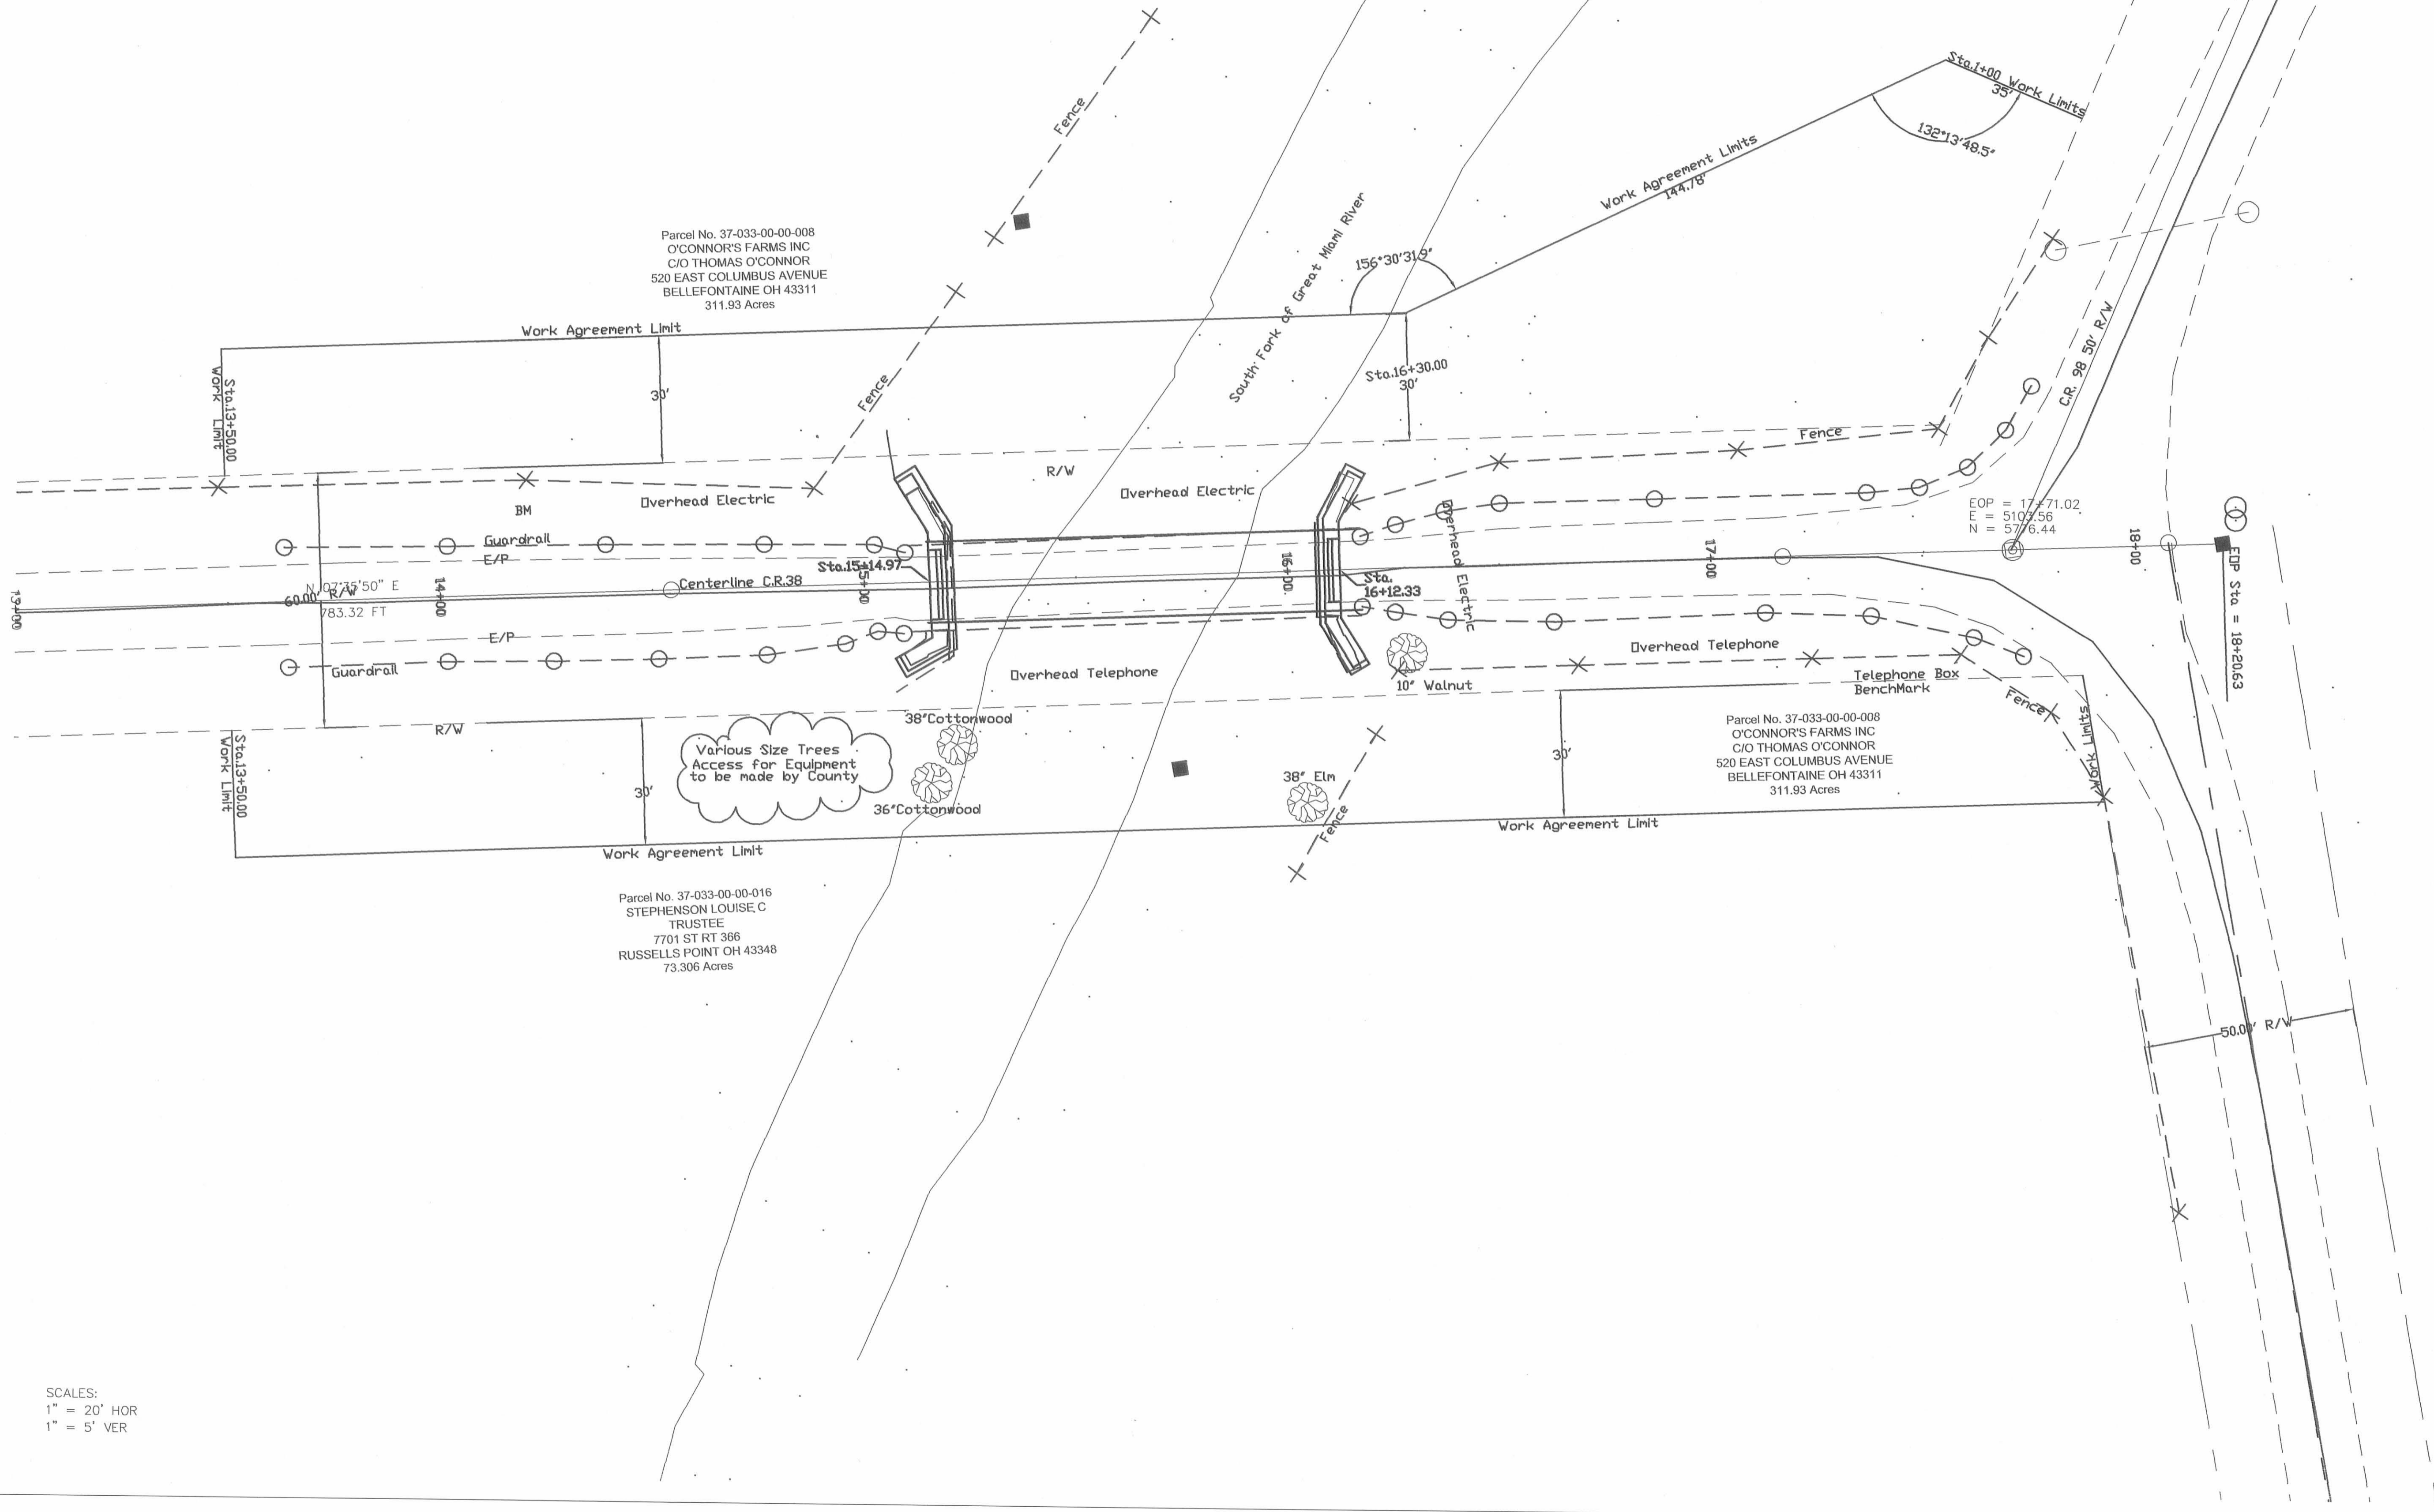 Sta.1+00 Work Limits
35'
132°13'48.5"
Work Agreement Limits
144.78'
Fence
Parcel No. 37-033-00-00-008
O'CONNOR'S FARMS INC
C/O THOMAS O'CONNOR
520 EAST COLUMBUS AVENUE
BELLEFONTAINE OH 43311
311.93 Acres
Work Agreement Limit
South Fork of Great Miami River
156°30'31.9"
C.R. 98 50' R/W
Sta.13+50.00
Work Limit
30'
Fence
Sta.16+30.00
30'
Fence
R/W
Overhead Electric
Overhead Electric
Overhead Electric
BM
Guardrail
E/P
EOP = 17+71.02
E = 5103.56
N = 5776.44
Sta.15+14.97
Centerline C.R.38
13+00
14+00
15+00
16+00
17+00
18+00
60.00' R/W
783.32 FT
Sta.
16+12.33
EOP Sta = 18+20.63
E/P
Guardrail
Overhead Telephone
Overhead Telephone
10" Walnut
Telephone Box
BenchMark
Fence
Work Limits
R/W
Sta.13+50.00
Work Limit
30'
Various Size Trees
Access for Equipment
to be made by County
38"Cottonwood
36"Cottonwood
38" Elm
Fence
30'
Parcel No. 37-033-00-00-008
O'CONNOR'S FARMS INC
C/O THOMAS O'CONNOR
520 EAST COLUMBUS AVENUE
BELLEFONTAINE OH 43311
311.93 Acres
Work Agreement Limit
Work Agreement Limit
Parcel No. 37-033-00-00-016
STEPHENSON LOUISE C
TRUSTEE
7701 ST RT 366
RUSSELLS POINT OH 43348
73.306 Acres
50.00' R/W
SCALES:
1" = 20' HOR
1" = 5' VER